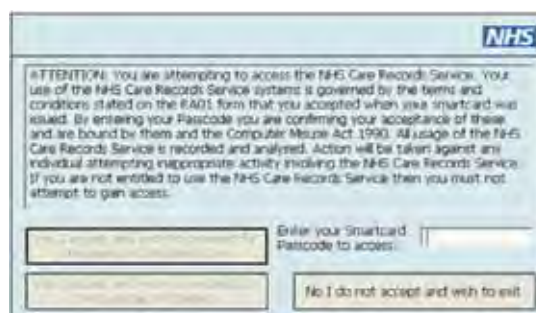 NHS
ATTENTION: You are attempting to access the NHS Care Records Service. Your
use of the NHS Care Records Service systems is governed by the terms and
conditions stated on the RA01 form that you accepted when your smartcard was
issued. By entering your Passcode you are confirming your acceptance of these
and are bound by them and the Computer Misuse Act 1990. All usage of the NHS
Care Records Service is recorded and analysed. Action will be taken against any
individual attempting inappropriate activity involving the NHS Care Records Service.
If you are not entitled to use the NHS Care Records Service then you must not
attempt to gain access.
Enter your Smartcard
Passcode to access:
No I do not accept and wish to exit